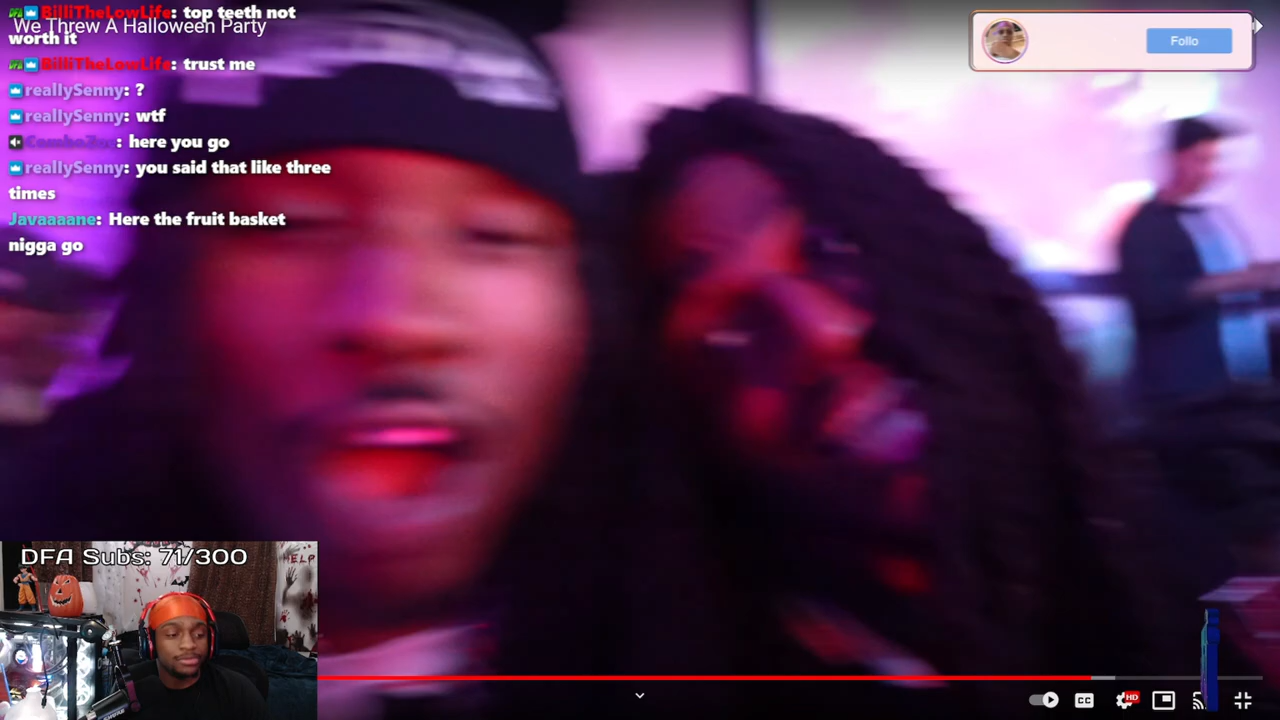 BilliTheLowLife: top teeth not
We Threw A Halloween Party
worth it
BilliTheLowLife: trust me
reallySenny: ?
reallySenny: wtf
: here you go
reallySenny: you said that like three
times
Javaaaane: Here the fruit basket
nigga go
Follo
DFA Subs: 71/300
HELP
CC
HD